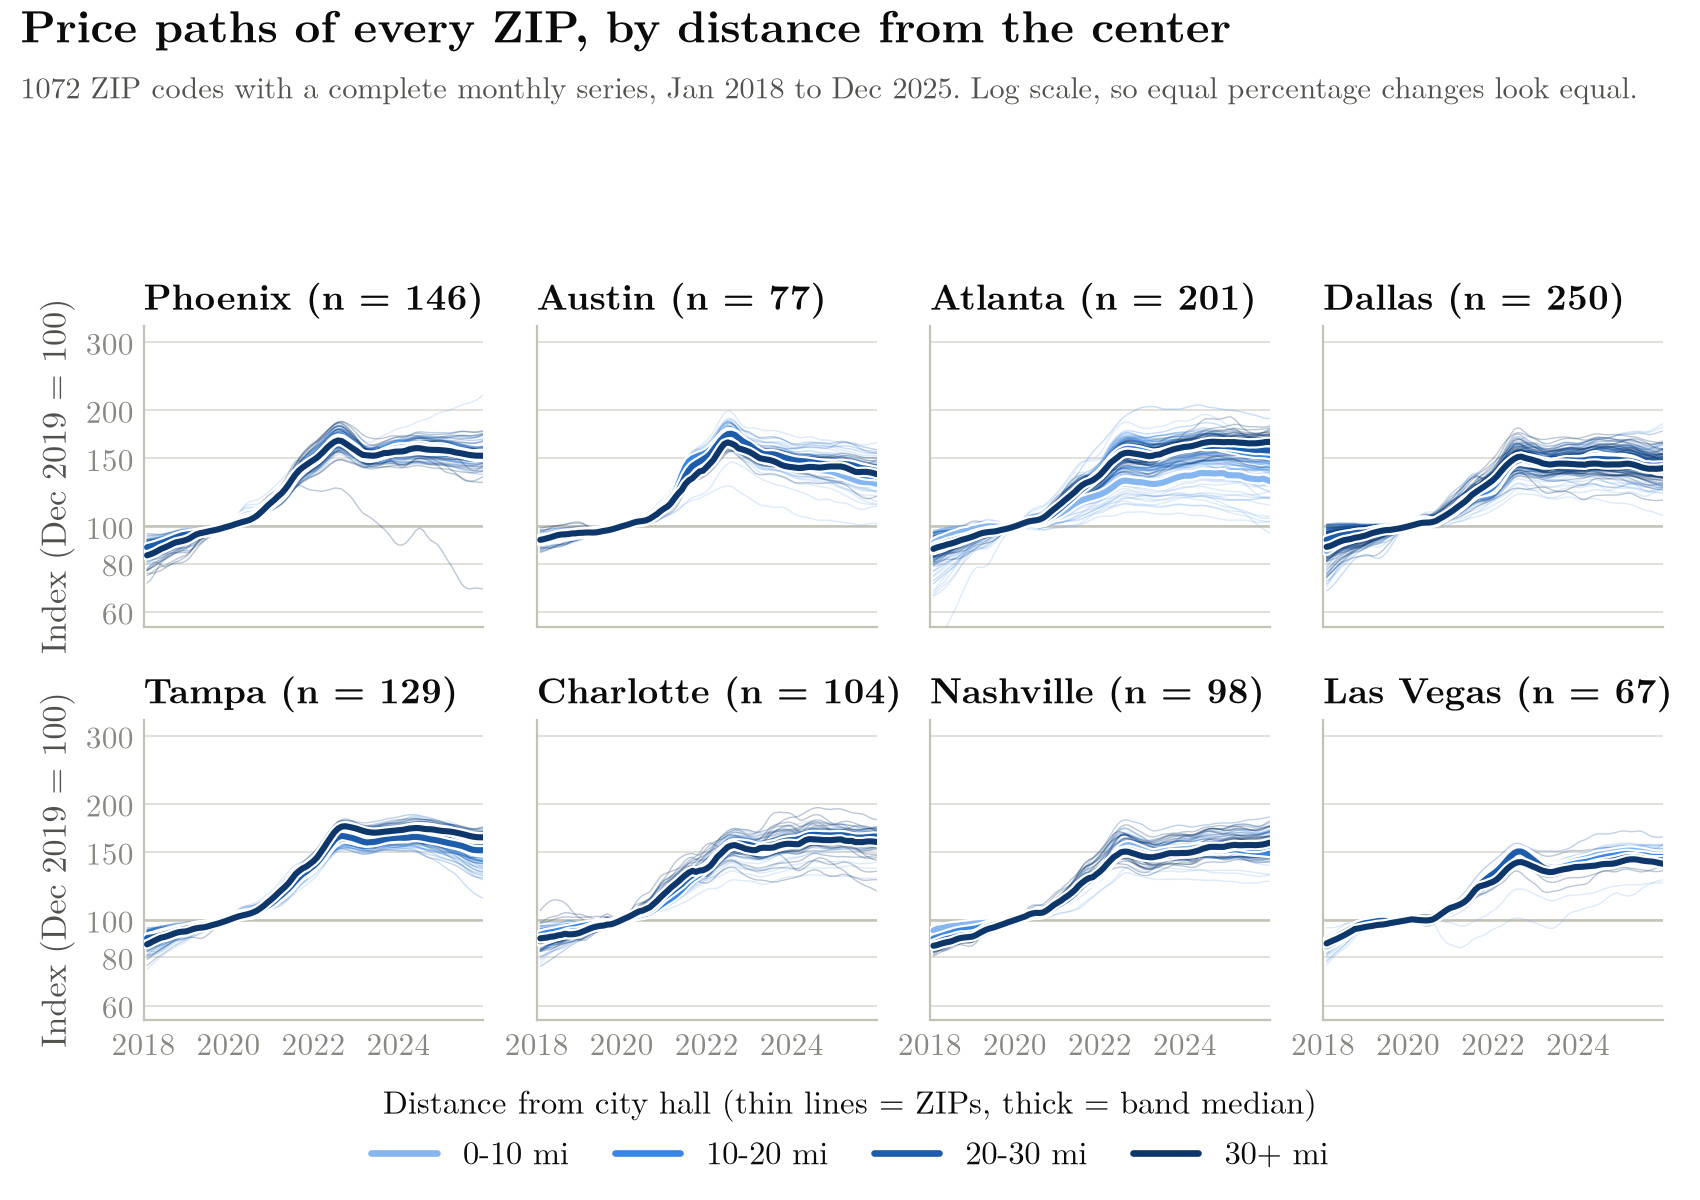 Price paths of every ZIP, by distance from the center
1072 ZIP codes with a complete monthly series, Jan 2018 to Dec 2025. Log scale, so equal percentage changes look equal.
Phoenix (n = 146)
Austin (n = 77)
Atlanta (n = 201)
Dallas (n = 250)
Index (Dec 2019 = 100)
300
200
150
100
80
60
Tampa (n = 129)
Charlotte (n = 104)
Nashville (n = 98)
Las Vegas (n = 67)
Index (Dec 2019 = 100)
300
200
150
100
80
60
2018 2020 2022 2024
2018 2020 2022 2024
2018 2020 2022 2024
2018 2020 2022 2024
Distance from city hall (thin lines = ZIPs, thick = band median)
0-10 mi 10-20 mi 20-30 mi 30+ mi